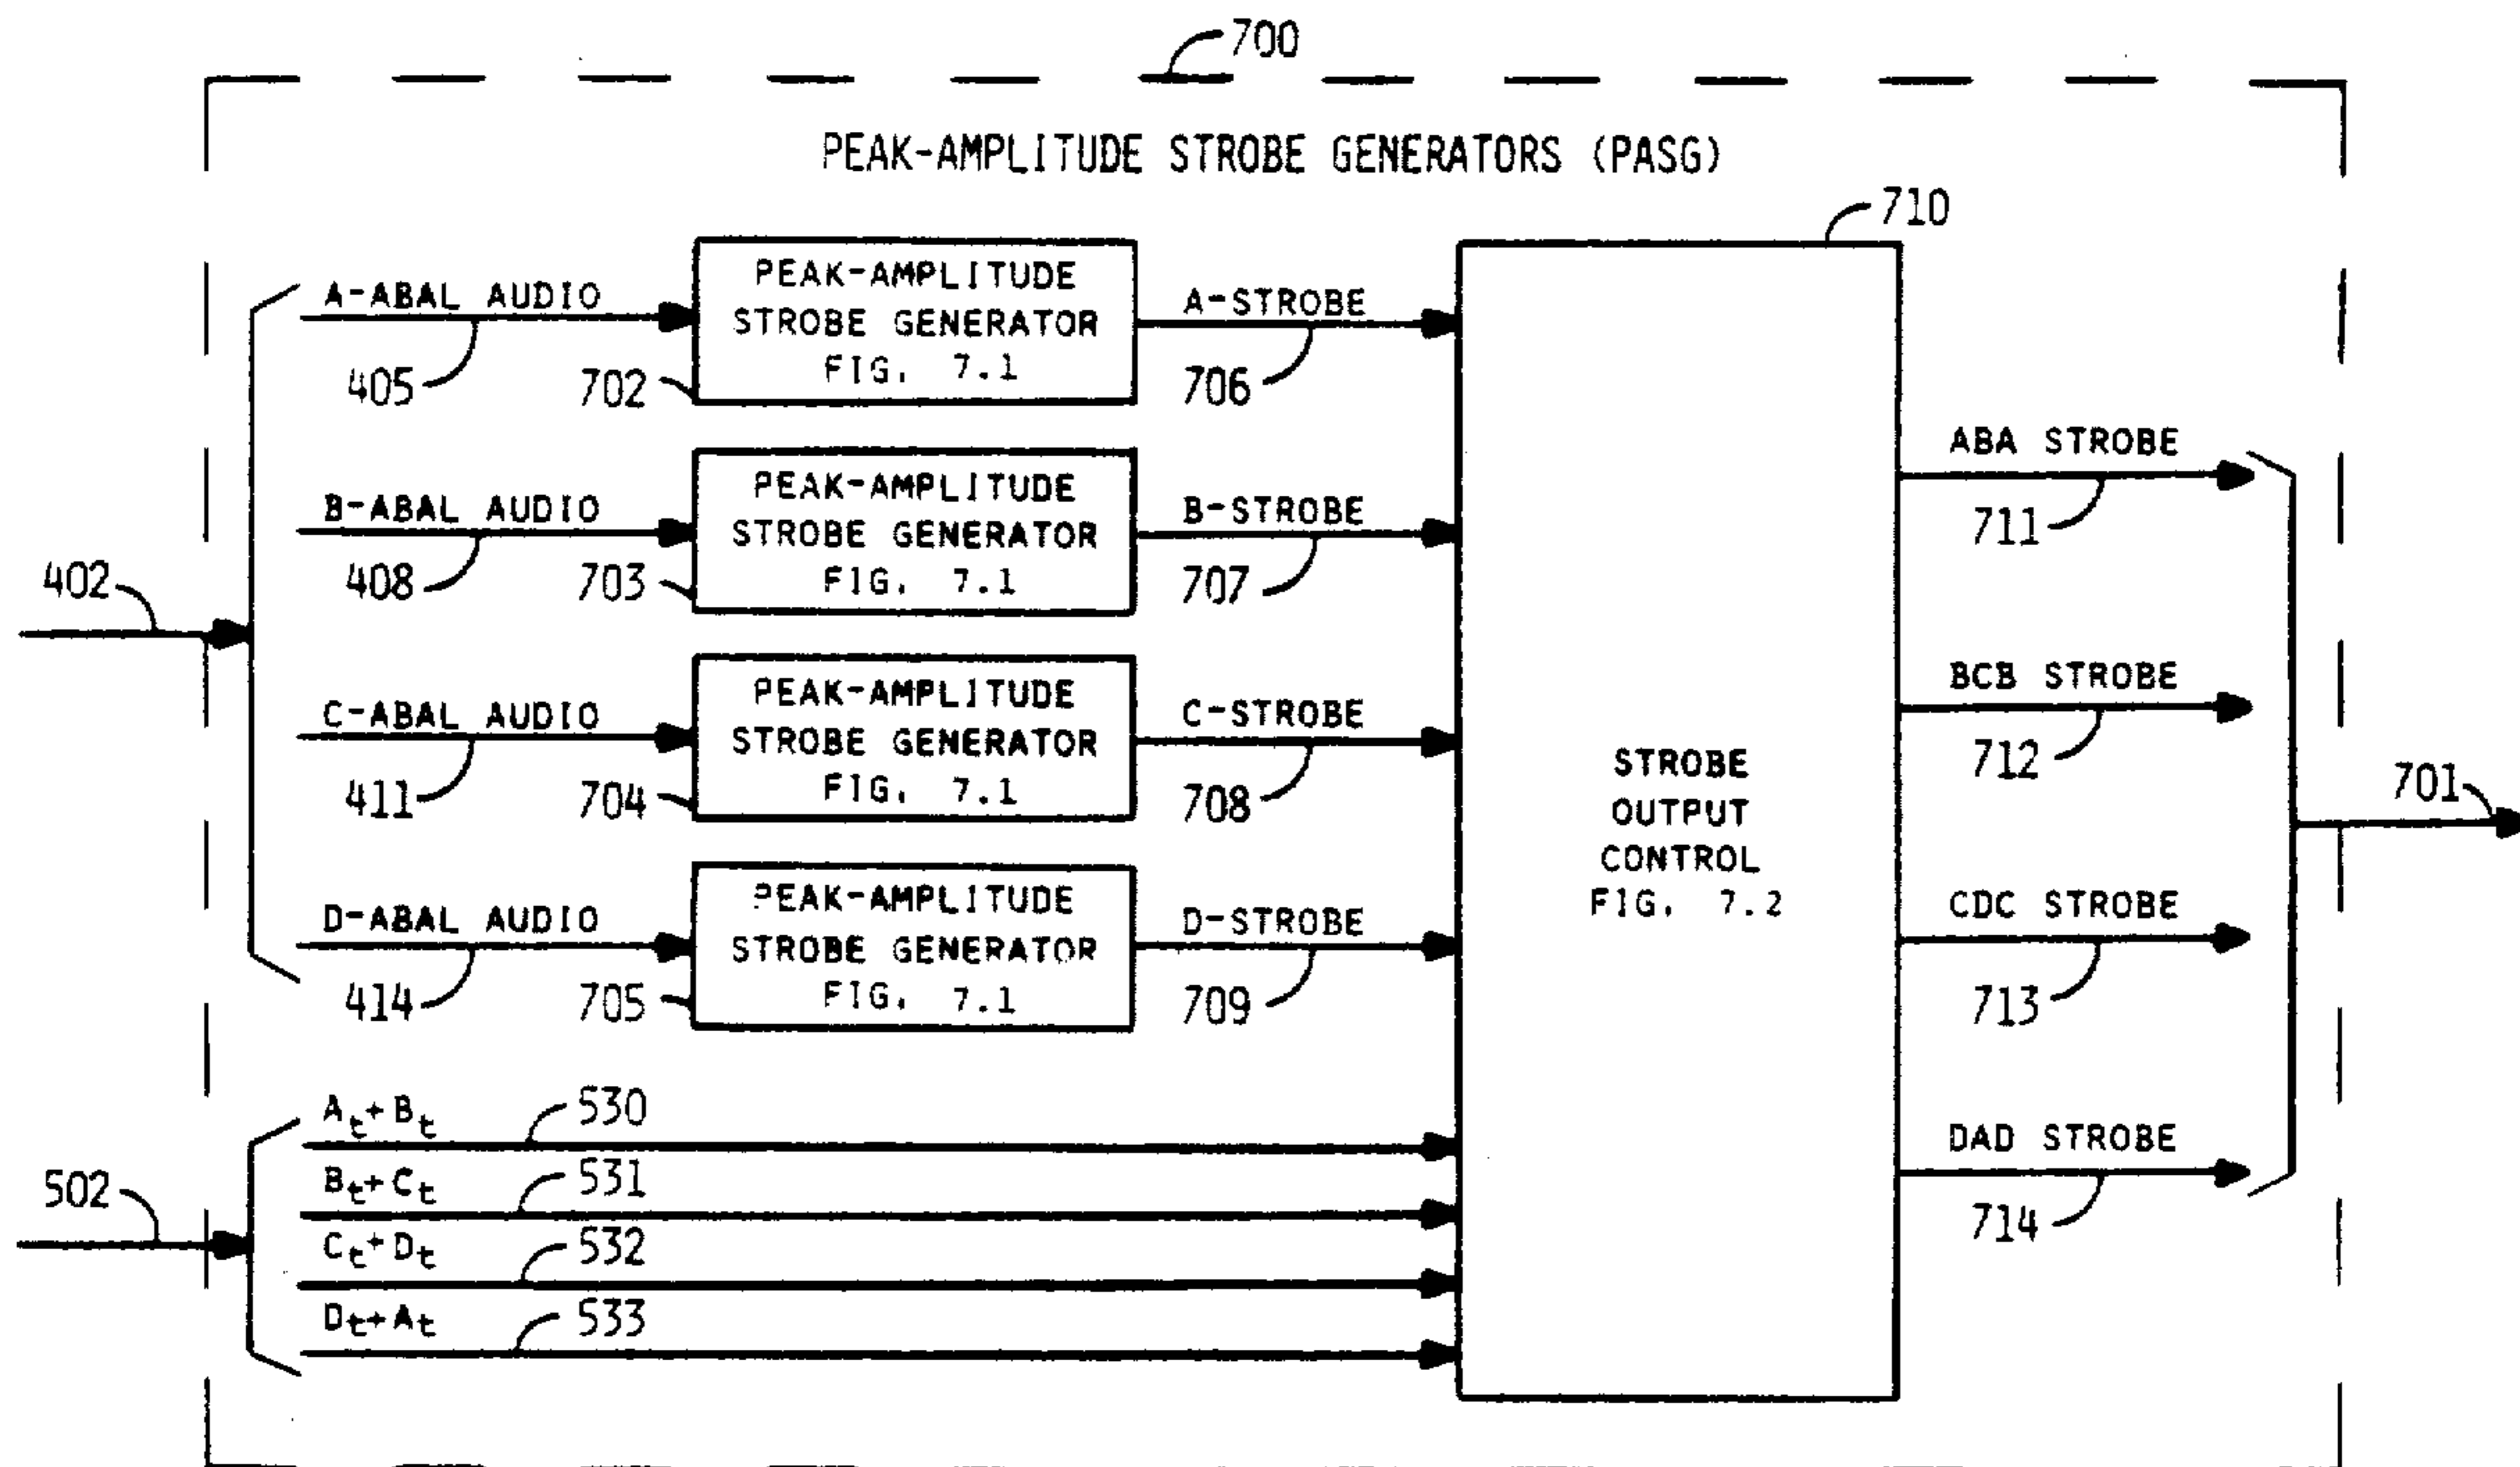 700
PEAK-AMPLITUDE STROBE GENERATORS (PASG)
710
A-ABAL AUDIO
405
702
PEAK-AMPLITUDE
STROBE GENERATOR
FIG. 7.1
A-STROBE
706
B-ABAL AUDIO
408
703
PEAK-AMPLITUDE
STROBE GENERATOR
FIG. 7.1
B-STROBE
707
402
C-ABAL AUDIO
411
704
PEAK-AMPLITUDE
STROBE GENERATOR
FIG. 7.1
C-STROBE
708
D-ABAL AUDIO
414
705
PEAK-AMPLITUDE
STROBE GENERATOR
FIG. 7.1
D-STROBE
709
502
At+Bt
530
Bt+Ct
531
Ct+Dt
532
Dt+At
533
STROBE
OUTPUT
CONTROL
FIG. 7.2
ABA STROBE
711
BCB STROBE
712
CDC STROBE
713
DAD STROBE
714
701